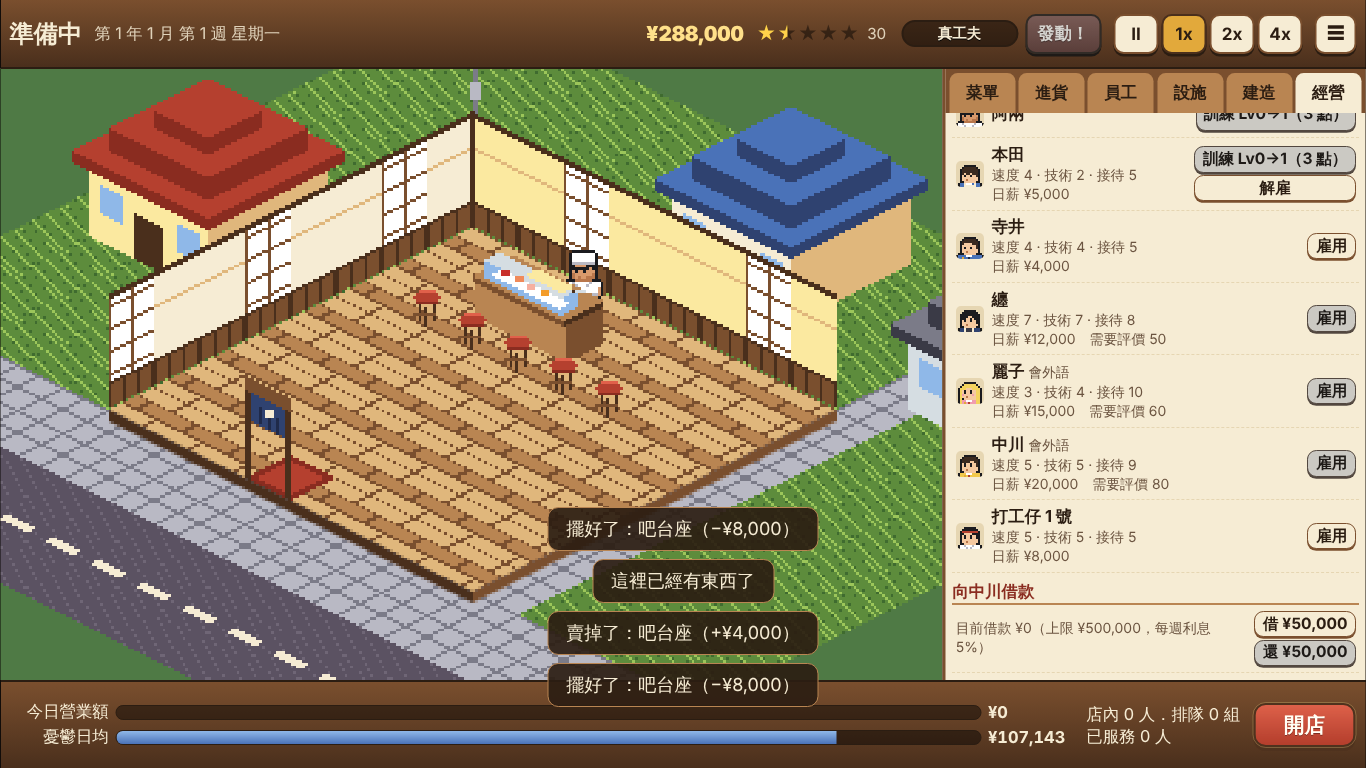 準備中 第 1 年 1 月 第 1 週 星期一
¥288,000 30 真工夫 發動！ II 1x 2x 4x
菜單 進貨 員工 設施 建造 經營
阿兩 訓練 Lv0→1（3 點）
本田
速度 4 · 技術 2 · 接待 5
日薪 ¥5,000
訓練 Lv0→1（3 點）
解雇
寺井
速度 4 · 技術 4 · 接待 5
日薪 ¥4,000
雇用
纏
速度 7 · 技術 7 · 接待 8
日薪 ¥12,000 需要評價 50
雇用
麗子 會外語
速度 3 · 技術 4 · 接待 10
日薪 ¥15,000 需要評價 60
雇用
中川 會外語
速度 5 · 技術 5 · 接待 9
日薪 ¥20,000 需要評價 80
雇用
打工仔 1 號
速度 5 · 技術 5 · 接待 5
日薪 ¥8,000
雇用
向中川借款
目前借款 ¥0（上限 ¥500,000，每週利息
5%）
借 ¥50,000
還 ¥50,000
擺好了：吧台座（−¥8,000）
這裡已經有東西了
賣掉了：吧台座（+¥4,000）
擺好了：吧台座（−¥8,000）
今日營業額 ¥0
憂鬱日均 ¥107,143
店內 0 人．排隊 0 組
已服務 0 人
開店